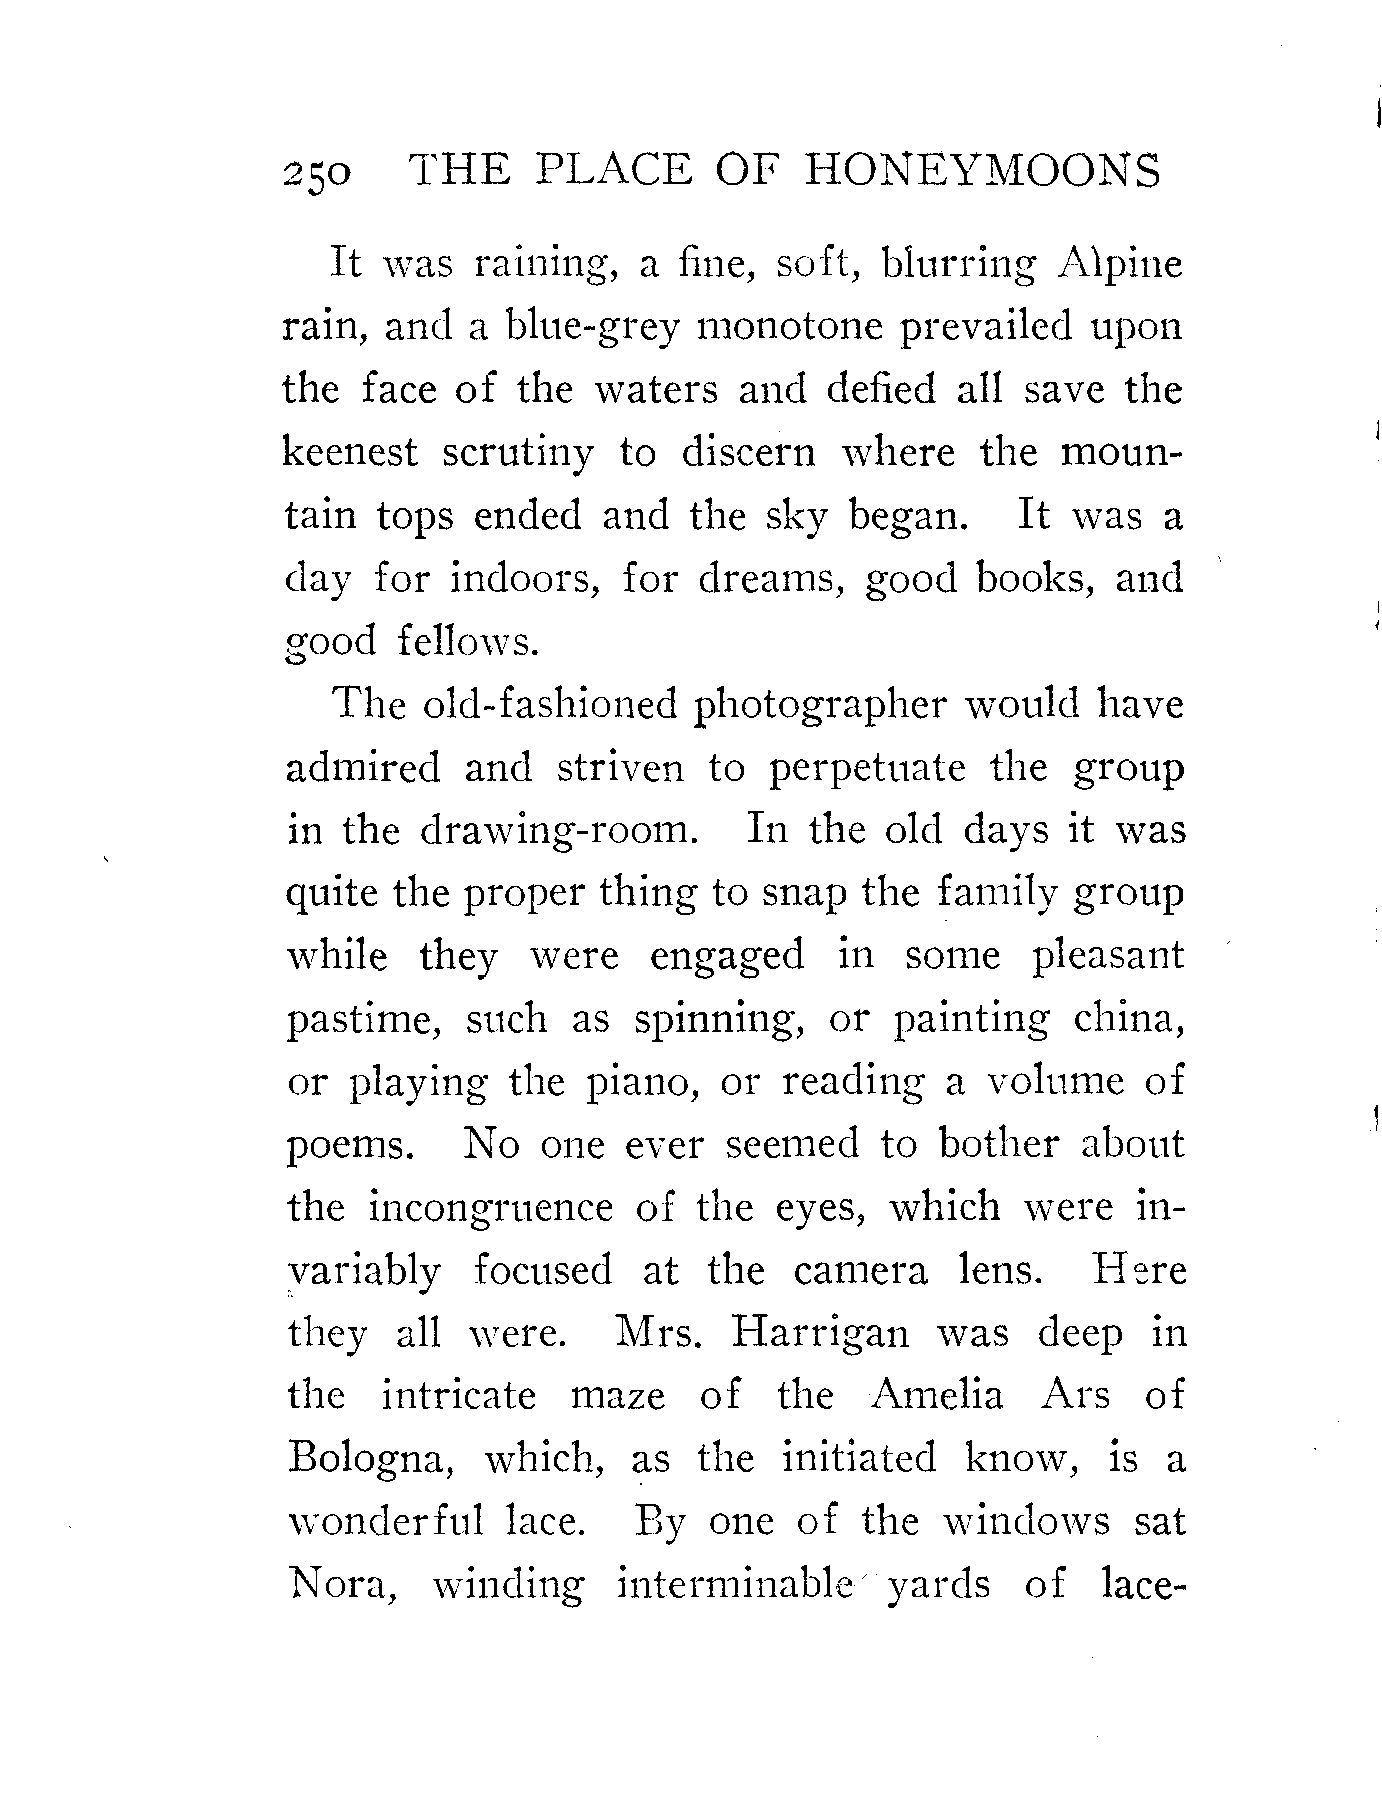 250 THE PLACE OF HONEYMOONS
It was raining, a fine, soft, blurring Alpine
rain, and a blue-grey monotone prevailed upon
the face of the waters and defied all save the
keenest scrutiny to discern where the moun-
tain tops ended and the sky began. It was a
day for indoors, for dreams, good books, and
good fellows.
The old-fashioned photographer would have
admired and striven to perpetuate the group
in the drawing-room. In the old days it was
quite the proper thing to snap the family group
while they were engaged in some pleasant
pastime, such as spinning, or painting china,
or playing the piano, or reading a volume of
poems. No one ever seemed to bother about
the incongruence of the eyes, which were in-
variably focused at the camera lens. Here
they all were. Mrs. Harrigan was deep in
the intricate maze of the Amelia Ars of
Bologna, which, as the initiated know, is a
wonderful lace. By one of the windows sat
Nora, winding interminable yards of lace-